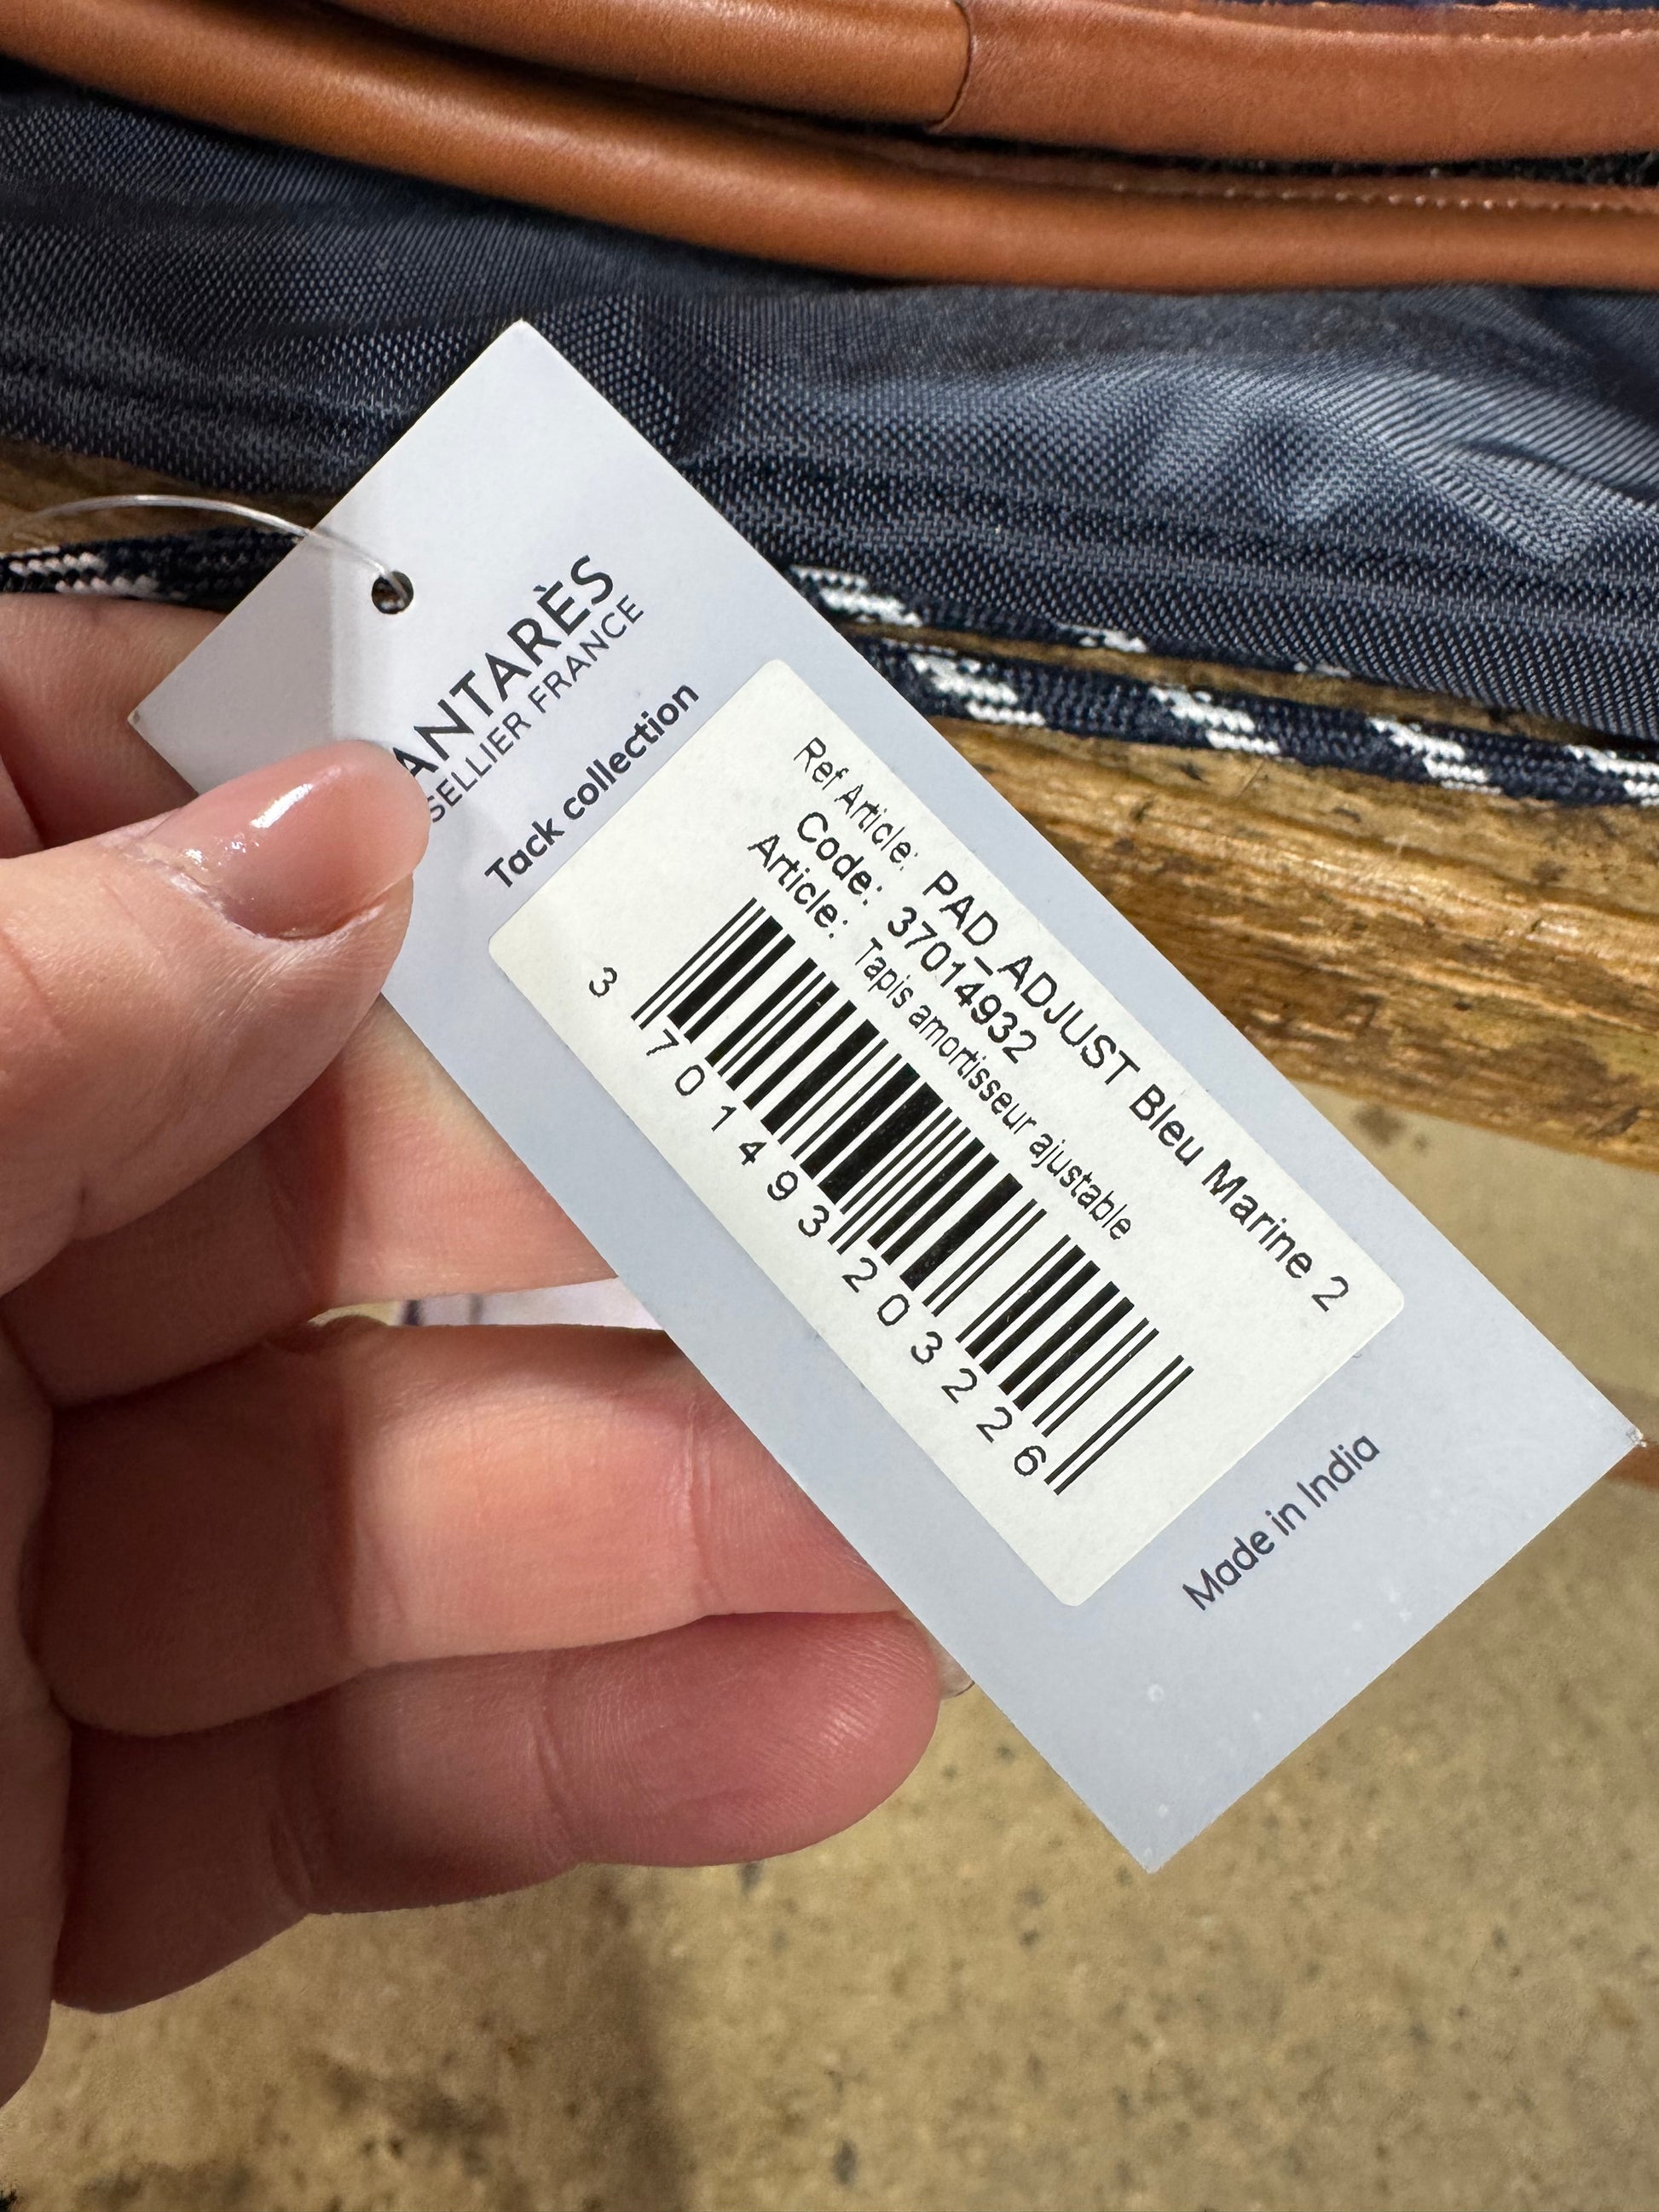 ANTARÈS
SELLIER FRANCE
Tack collection
Ref Article: PAD_ADJUST Bleu Marine 2
Code: 37014932
Article: Tapis amortisseur ajustable
3 701493 203226
Made in India